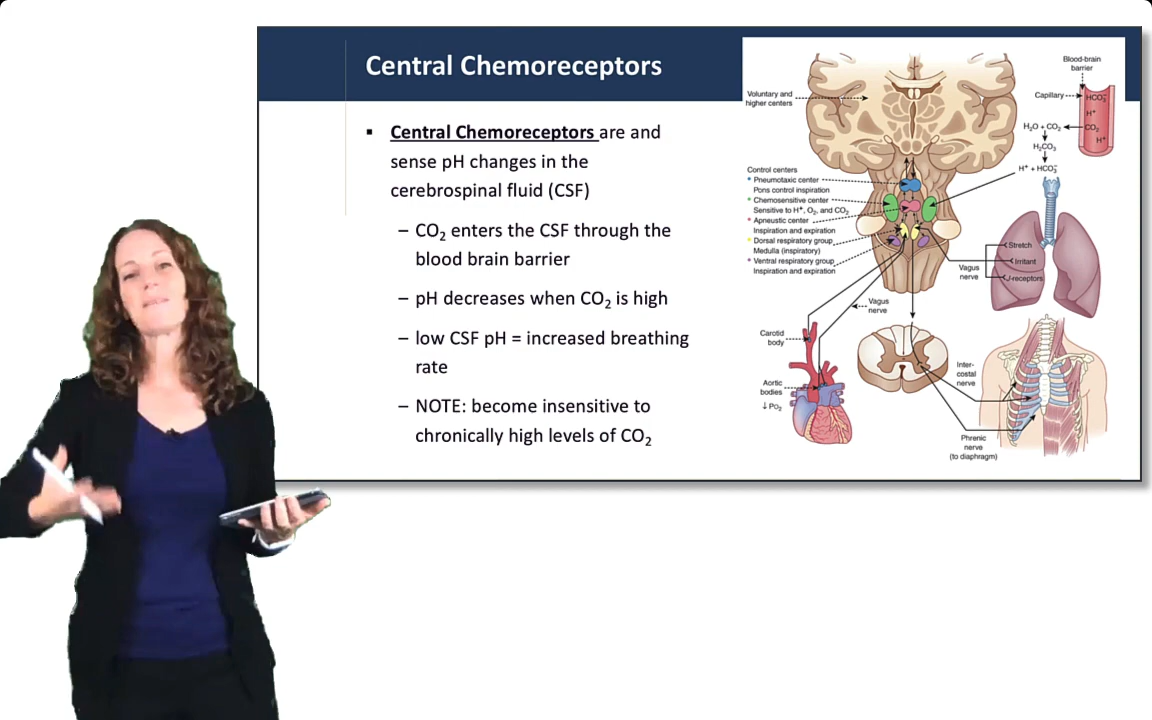 Central Chemoreceptors
▪ Central Chemoreceptors are and
sense pH changes in the
cerebrospinal fluid (CSF)
– CO₂ enters the CSF through the
blood brain barrier
– pH decreases when CO₂ is high
– low CSF pH = increased breathing
rate
– NOTE: become insensitive to
chronically high levels of CO₂
Voluntary and
higher centers
Control centers
Pneumotaxic center
Pons control inspiration
Chemosensitive center
Sensitive to H⁺, O₂, and CO₂
Apneustic center
Inspiration and expiration
Dorsal respiratory group
Medulla (inspiratory)
Ventral respiratory group
Inspiration and expiration
Blood-brain
barrier
Capillary
HCO₃⁻
H⁺
H₂O + CO₂
CO₂
H⁺
H₂CO₃
H⁺ + HCO₃⁻
Stretch
Irritant
J-receptors
Vagus
nerve
Vagus
nerve
Carotid
body
Aortic
bodies
↓ PO₂
Inter-
costal
nerve
Phrenic
nerve
(to diaphragm)